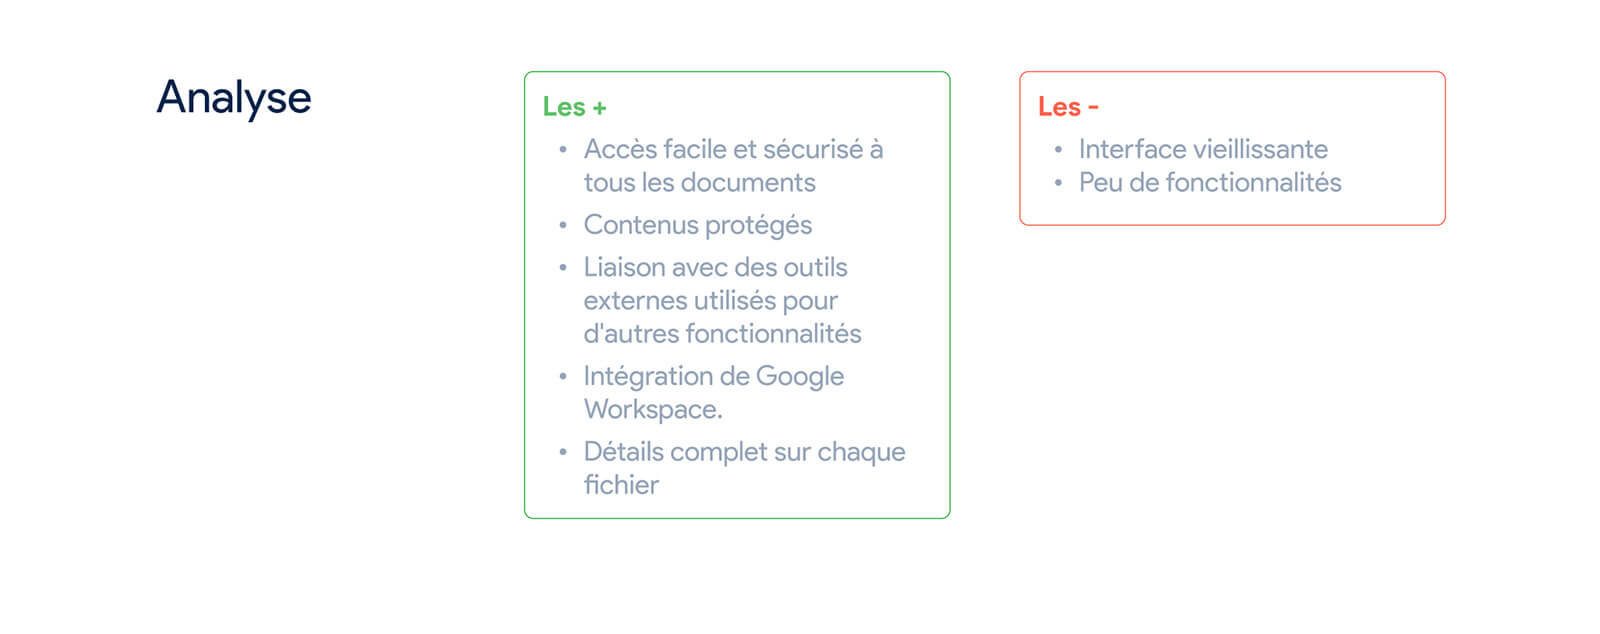 Analyse
Les +
• Accès facile et sécurisé à
tous les documents
• Contenus protégés
• Liaison avec des outils
externes utilisés pour
d'autres fonctionnalités
• Intégration de Google
Workspace.
• Détails complet sur chaque
fichier
Les -
• Interface vieillissante
• Peu de fonctionnalités